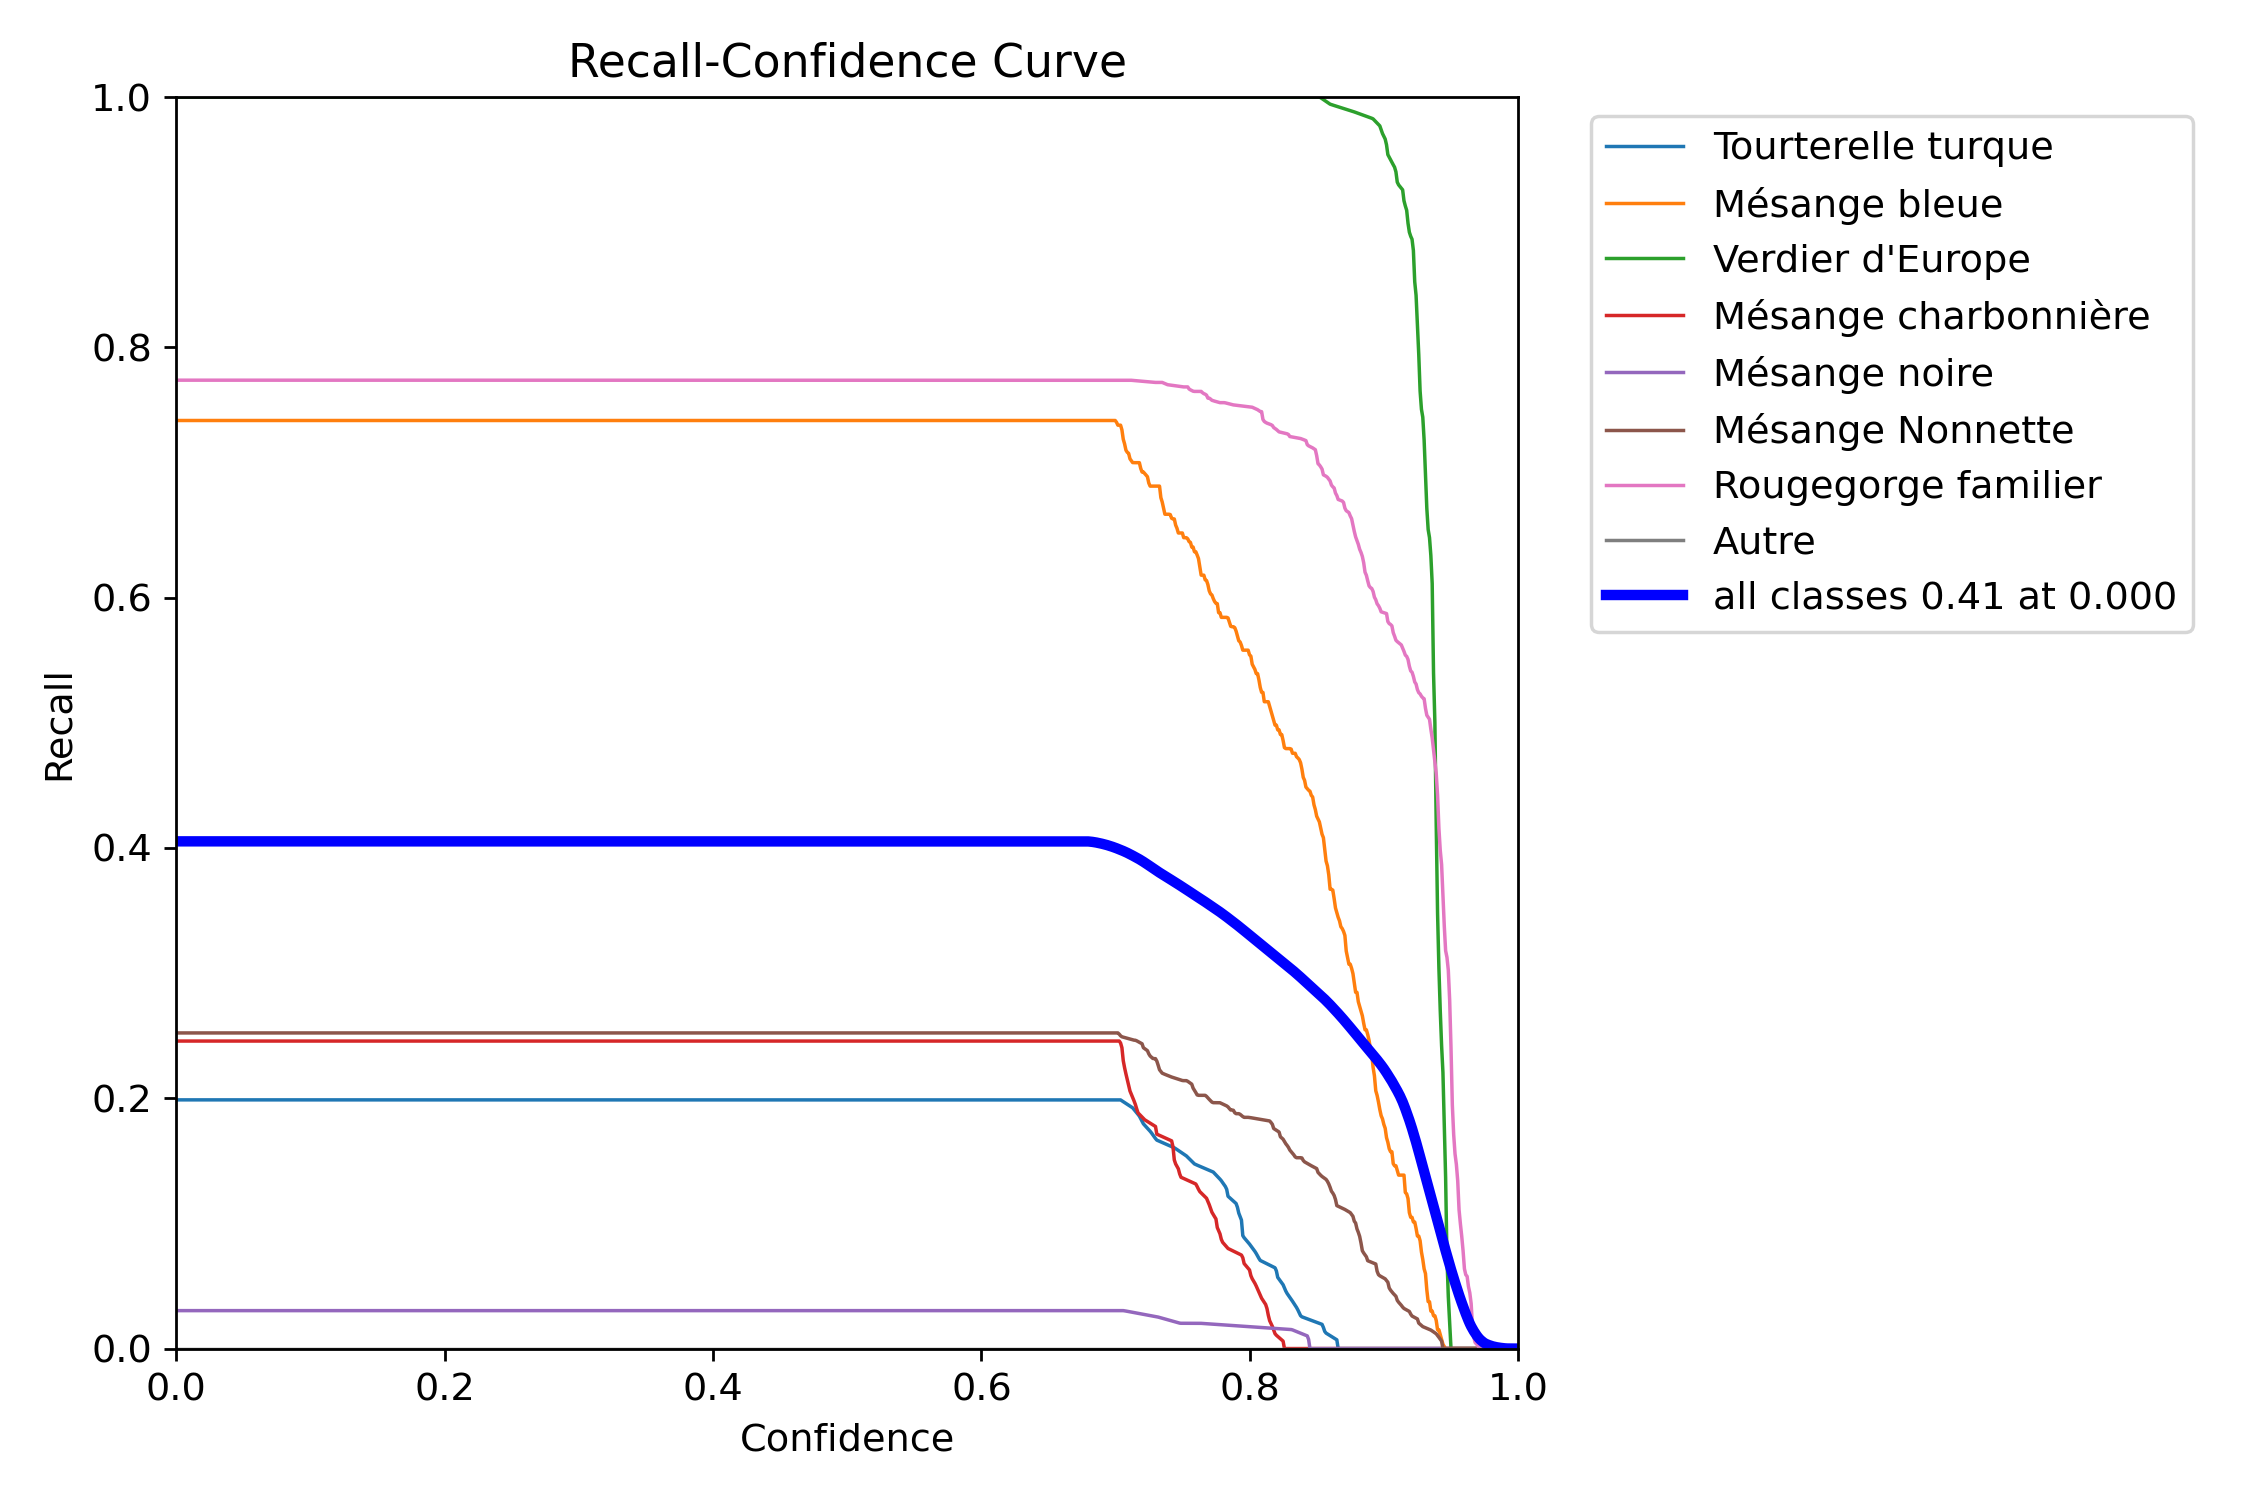 Recall-Confidence Curve
1.0
0.8
0.6
0.4
0.2
0.0
Recall
0.0 0.2 0.4 0.6 0.8 1.0
Confidence
Tourterelle turque
Mésange bleue
Verdier d'Europe
Mésange charbonnière
Mésange noire
Mésange Nonnette
Rougegorge familier
Autre
all classes 0.41 at 0.000